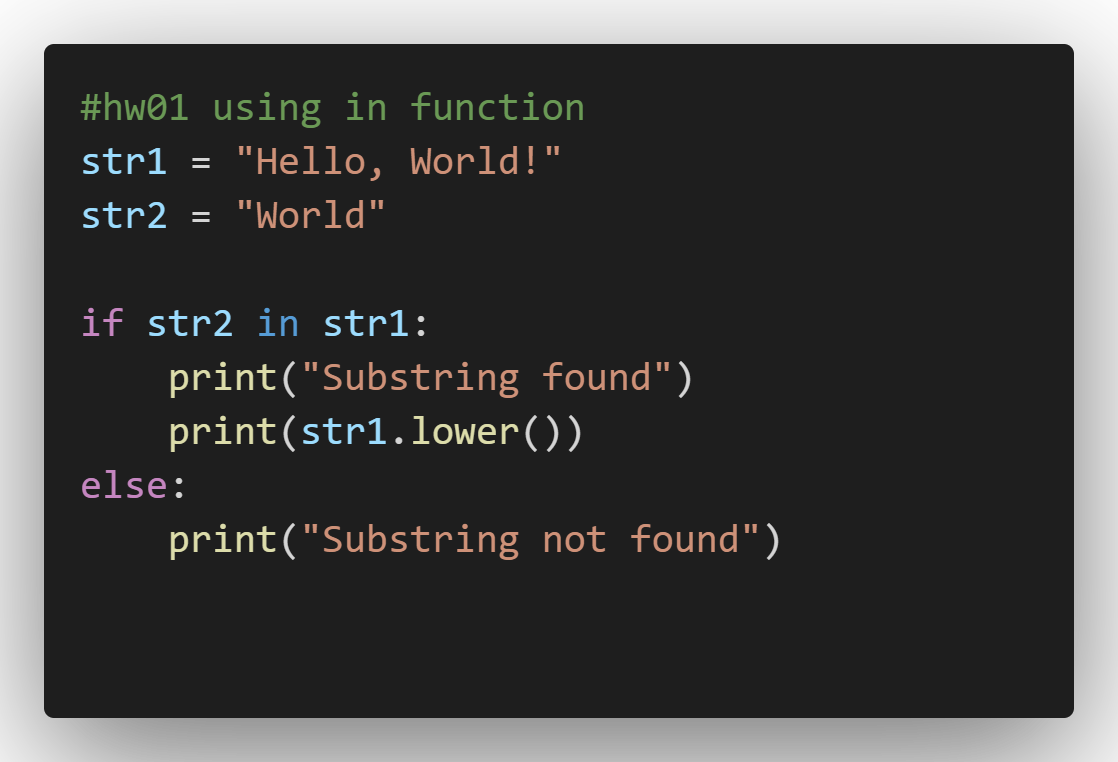 #hw01 using in function
str1 = "Hello, World!"
str2 = "World"
if str2 in str1:
    print("Substring found")
    print(str1.lower())
else:
    print("Substring not found")